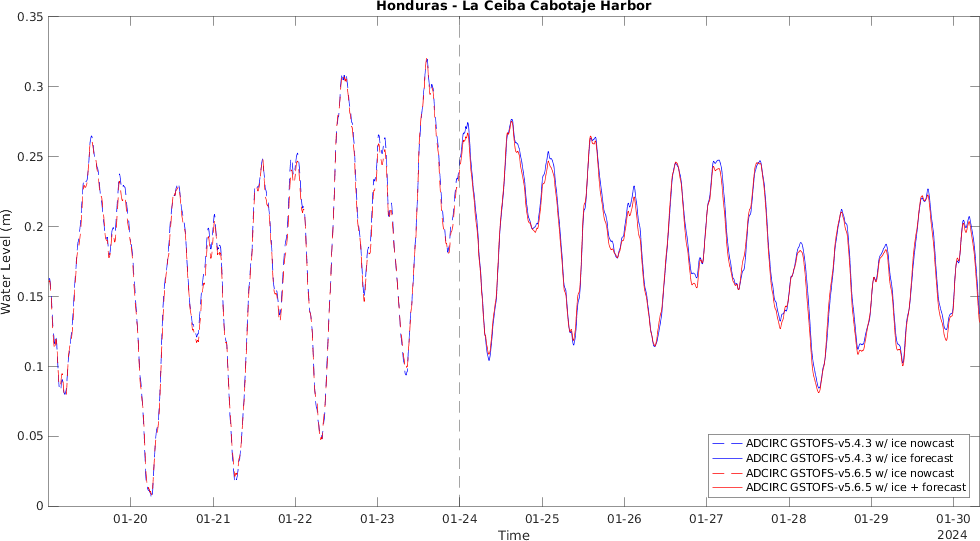 Honduras - La Ceiba Cabotaje Harbor
0.35
0.3
0.25
0.2
0.15
0.1
0.05
0
Water Level (m)
ADCIRC GSTOFS-v5.4.3 w/ ice nowcast
ADCIRC GSTOFS-v5.4.3 w/ ice forecast
ADCIRC GSTOFS-v5.6.5 w/ ice nowcast
ADCIRC GSTOFS-v5.6.5 w/ ice + forecast
01-20 01-21 01-22 01-23 01-24 01-25 01-26 01-27 01-28 01-29 01-30
Time 2024